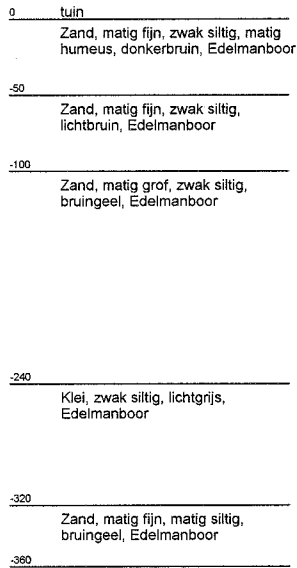 0 tuin
Zand, matig fijn, zwak siltig, matig
humeus, donkerbruin, Edelmanboor
-50
Zand, matig fijn, zwak siltig,
lichtbruin, Edelmanboor
-100
Zand, matig grof, zwak siltig,
bruingeel, Edelmanboor
-240
Klei, zwak siltig, lichtgrijs,
Edelmanboor
-320
Zand, matig fijn, matig siltig,
bruingeel, Edelmanboor
-360